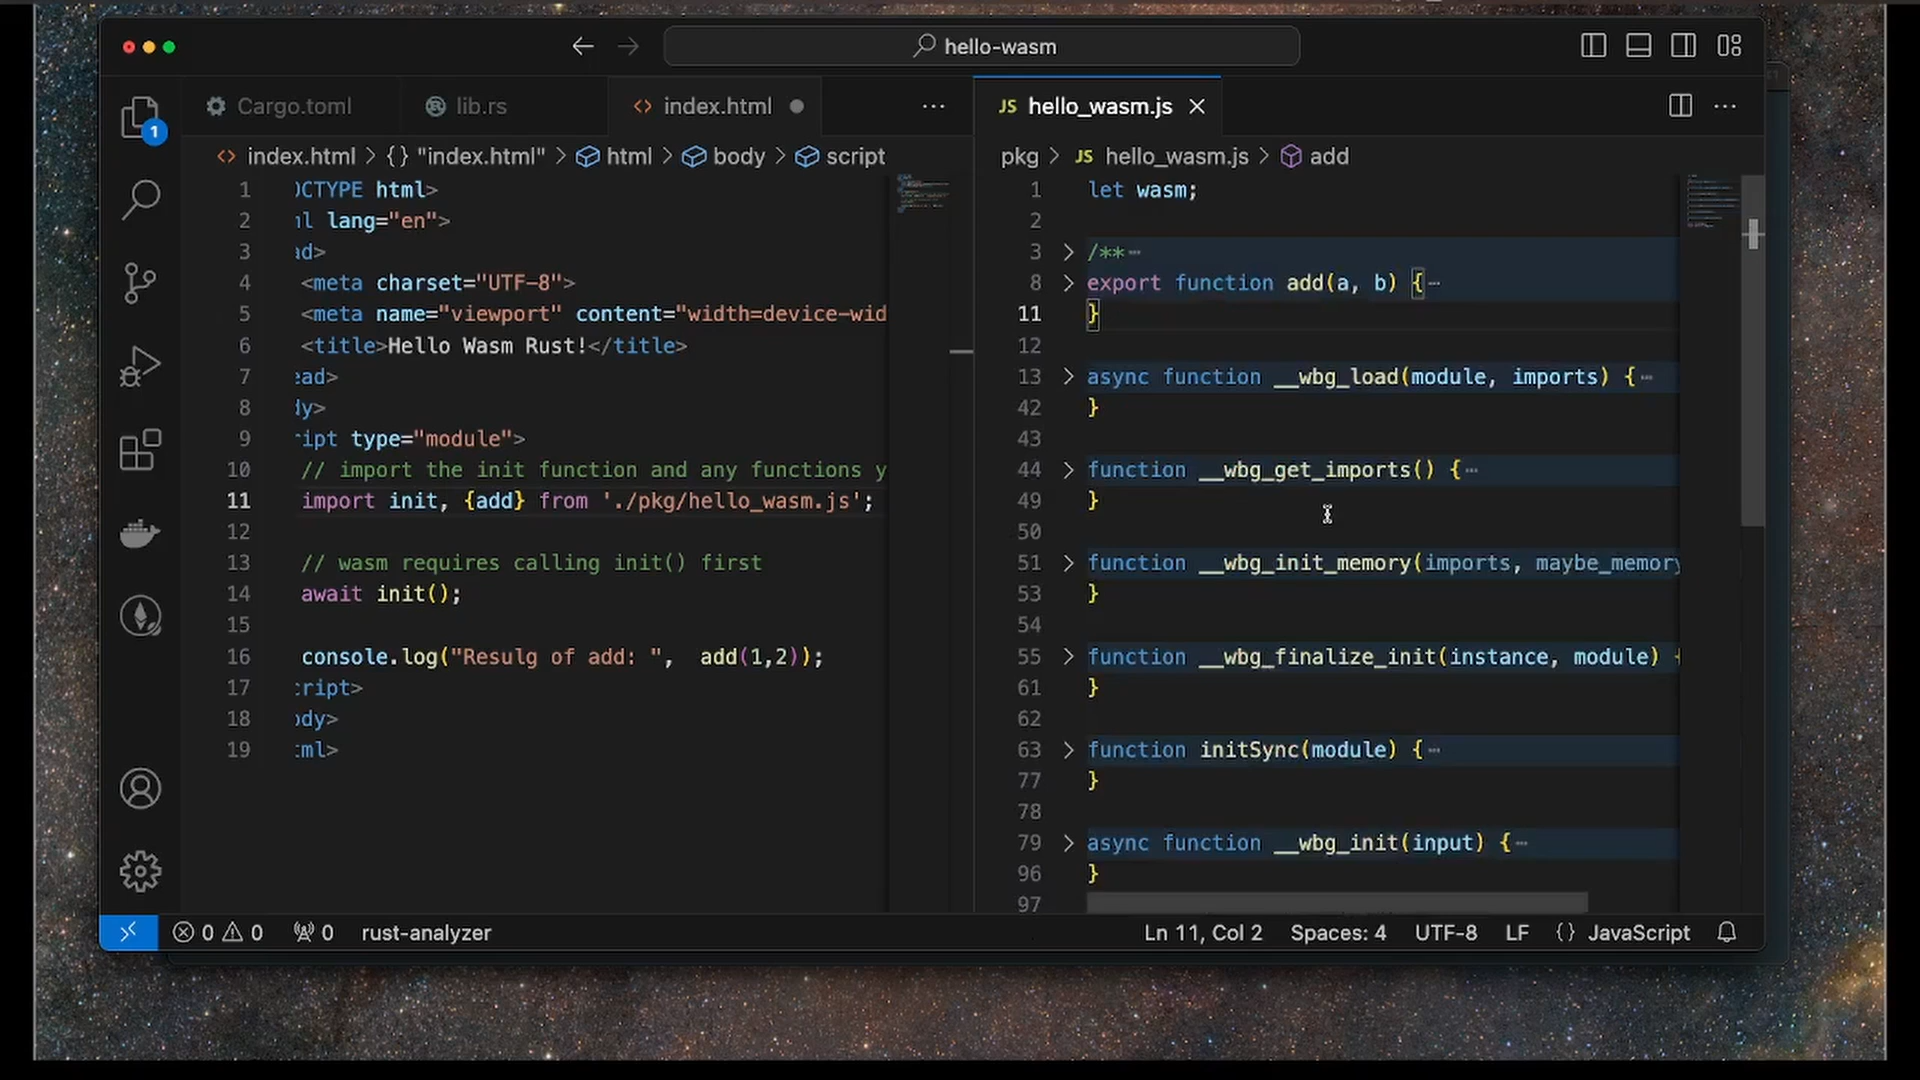 hello-wasm
Cargo.toml
lib.rs
index.html
JS hello_wasm.js
1
index.html > {} "index.html" > html > body > script
pkg > JS hello_wasm.js > add
1 OCTYPE html>
2 ml lang="en">
3 ad>
4 <meta charset="UTF-8">
5 <meta name="viewport" content="width=device-wid
6 <title>Hello Wasm Rust!</title>
7 ead>
8 dy>
9 ript type="module">
10 // import the init function and any functions y
11 import init, {add} from './pkg/hello_wasm.js';
12
13 // wasm requires calling init() first
14 await init();
15
16 console.log("Resulg of add: ",  add(1,2));
17 cript>
18 ody>
19 tml>
1 let wasm;
2
3 /** ⋯
8 export function add(a, b) { ⋯
11 }
12
13 async function __wbg_load(module, imports) { ⋯
42 }
43
44 function __wbg_get_imports() { ⋯
49 }
50
51 function __wbg_init_memory(imports, maybe_memory
53 }
54
55 function __wbg_finalize_init(instance, module) {
61 }
62
63 function initSync(module) { ⋯
77 }
78
79 async function __wbg_init(input) { ⋯
96 }
97
0 0 0 rust-analyzer
Ln 11, Col 2 Spaces: 4 UTF-8 LF {} JavaScript